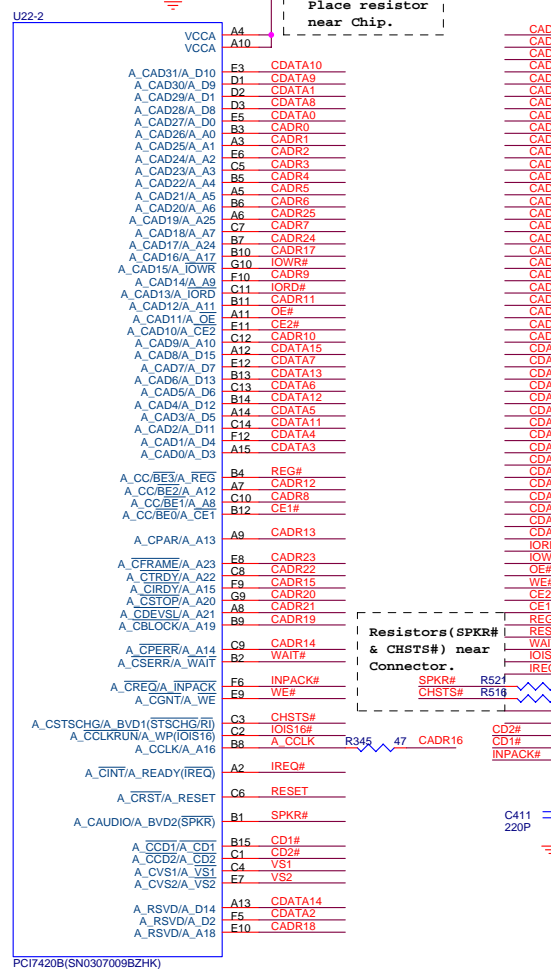 Place resistor
near Chip.
U22-2
VCCA A4
VCCA A10
A_CAD31/A_D10 E3 CDATA10
A_CAD30/A_D9 D1 CDATA9
A_CAD29/A_D1 D2 CDATA1
A_CAD28/A_D8 D3 CDATA8
A_CAD27/A_D0 E5 CDATA0
A_CAD26/A_A0 B3 CADR0
A_CAD25/A_A1 A3 CADR1
A_CAD24/A_A2 E6 CADR2
A_CAD23/A_A3 C5 CADR3
A_CAD22/A_A4 B5 CADR4
A_CAD21/A_A5 A5 CADR5
A_CAD20/A_A6 B6 CADR6
A_CAD19/A_A25 A6 CADR25
A_CAD18/A_A7 C7 CADR7
A_CAD17/A_A24 B7 CADR24
A_CAD16/A_A17 B10 CADR17
A_CAD15/A_IOWR G10 IOWR#
A_CAD14/A_A9 F10 CADR9
A_CAD13/A_IORD C11 IORD#
A_CAD12/A_A11 B11 CADR11
A_CAD11/A_OE A11 OE#
A_CAD10/A_CE2 E11 CE2#
A_CAD9/A_A10 C12 CADR10
A_CAD8/A_D15 A12 CDATA15
A_CAD7/A_D7 E12 CDATA7
A_CAD6/A_D13 B13 CDATA13
A_CAD5/A_D6 C13 CDATA6
A_CAD4/A_D12 B14 CDATA12
A_CAD3/A_D5 A14 CDATA5
A_CAD2/A_D11 C14 CDATA11
A_CAD1/A_D4 F12 CDATA4
A_CAD0/A_D3 A15 CDATA3
A_CC/BE3/A_REG B4 REG#
A_CC/BE2/A_A12 A7 CADR12
A_CC/BE1/A_A8 C10 CADR8
A_CC/BE0/A_CE1 B12 CE1#
A_CPAR/A_A13 A9 CADR13
A_CFRAME/A_A23 E8 CADR23
A_CTRDY/A_A22 C8 CADR22
A_CIRDY/A_A15 F9 CADR15
A_CSTOP/A_A20 G9 CADR20
A_CDEVSL/A_A21 A8 CADR21
A_CBLOCK/A_A19 B9 CADR19
A_CPERR/A_A14 C9 CADR14
A_CSERR/A_WAIT B2 WAIT#
A_CREQ/A_INPACK F6 INPACK#
A_CGNT/A_WE E9 WE#
A_CSTSCHG/A_BVD1(STSCHG/RI) C3 CHSTS#
A_CCLKRUN/A_WP(IOIS16) C2 IOIS16#
A_CCLK/A_A16 B8 A_CCLK R345 47 CADR16
A_CINT/A_READY(IREQ) A2 IREQ#
A_CRST/A_RESET C6 RESET
A_CAUDIO/A_BVD2(SPKR) B1 SPKR#
A_CCD1/A_CD1 B15 CD1#
A_CCD2/A_CD2 C1 CD2#
A_CVS1/A_VS1 C4 VS1
A_CVS2/A_VS2 E7 VS2
A_RSVD/A_D14 A13 CDATA14
A_RSVD/A_D2 F5 CDATA2
A_RSVD/A_A18 E10 CADR18
PCI7420B(SN0307009BZHK)
Resistors(SPKR#
& CHSTS#) near
Connector.
SPKR# R521
CHSTS# R516
CD2#
CD1#
INPACK#
C411
220P